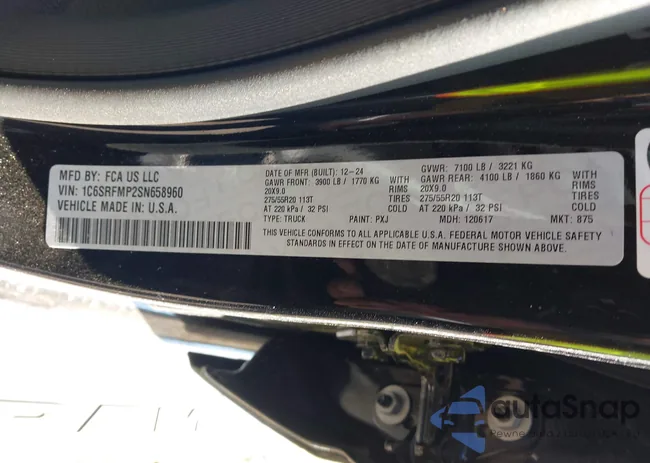 MFD BY: FCA US LLC
VIN: 1C6SRFMP2SN658960
VEHICLE MADE IN U.S.A.
DATE OF MFR (BUILT): 12-24
GAWR FRONT: 3900 LB / 1770 KG WITH
20X9.0 RIMS
275/55R20 113T TIRES
AT 220 kPa / 32 PSI COLD
TYPE: TRUCK PAINT: PXJ
GVWR: 7100 LB / 3221 KG
GAWR REAR: 4100 LB / 1860 KG WITH
20X9.0 RIMS
275/55R20 113T TIRES
AT 220 kPa / 32 PSI COLD
MDH: 120617 MKT: 875
THIS VEHICLE CONFORMS TO ALL APPLICABLE U.S.A. FEDERAL MOTOR VEHICLE SAFETY
STANDARDS IN EFFECT ON THE DATE OF MANUFACTURE SHOWN ABOVE.
autoSnap